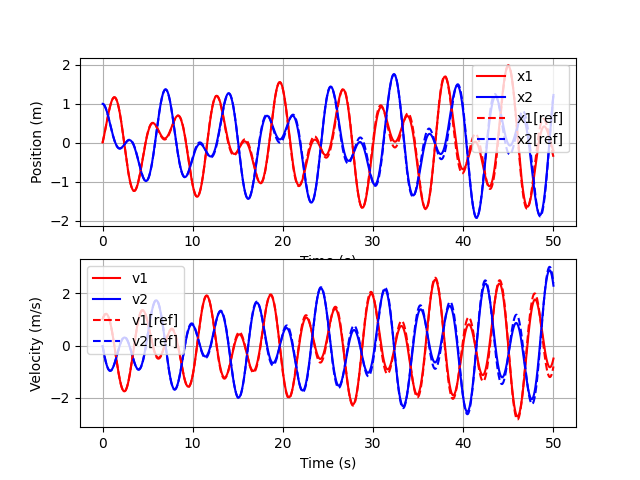 Position (m)
2
1
0
−1
−2
x1
x2
x1[ref]
x2[ref]
0
10
20
30
40
50
Time (s)
Velocity (m/s)
2
0
−2
v1
v2
v1[ref]
v2[ref]
0
10
20
30
40
50
Time (s)